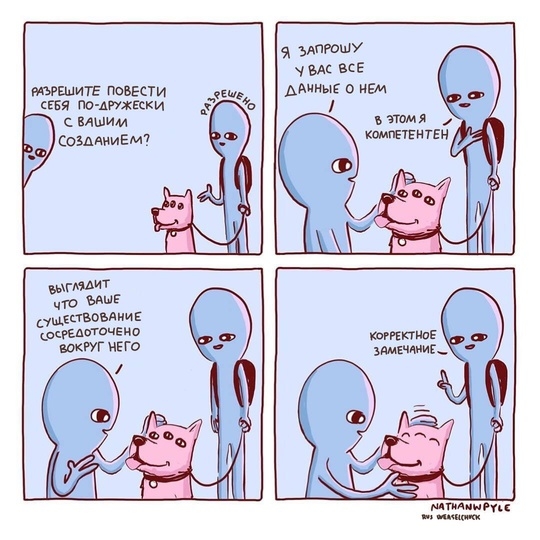 РАЗРЕШИТЕ ПОВЕСТИ
СЕБЯ ПО-ДРУЖЕСКИ
С ВАШИМ
СОЗДАНИЕМ?
РАЗРЕШЕНО
Я ЗАПРОШУ
У ВАС ВСЕ
ДАННЫЕ О НЕМ
В ЭТОМ Я
КОМПЕТЕНТЕН
ВЫГЛЯДИТ
ЧТО ВАШЕ
СУЩЕСТВОВАНИЕ
СОСРЕДОТОЧЕНО
ВОКРУГ НЕГО
КОРРЕКТНОЕ
ЗАМЕЧАНИЕ
NATHANWPYLE
RUS WEASELCHUCK